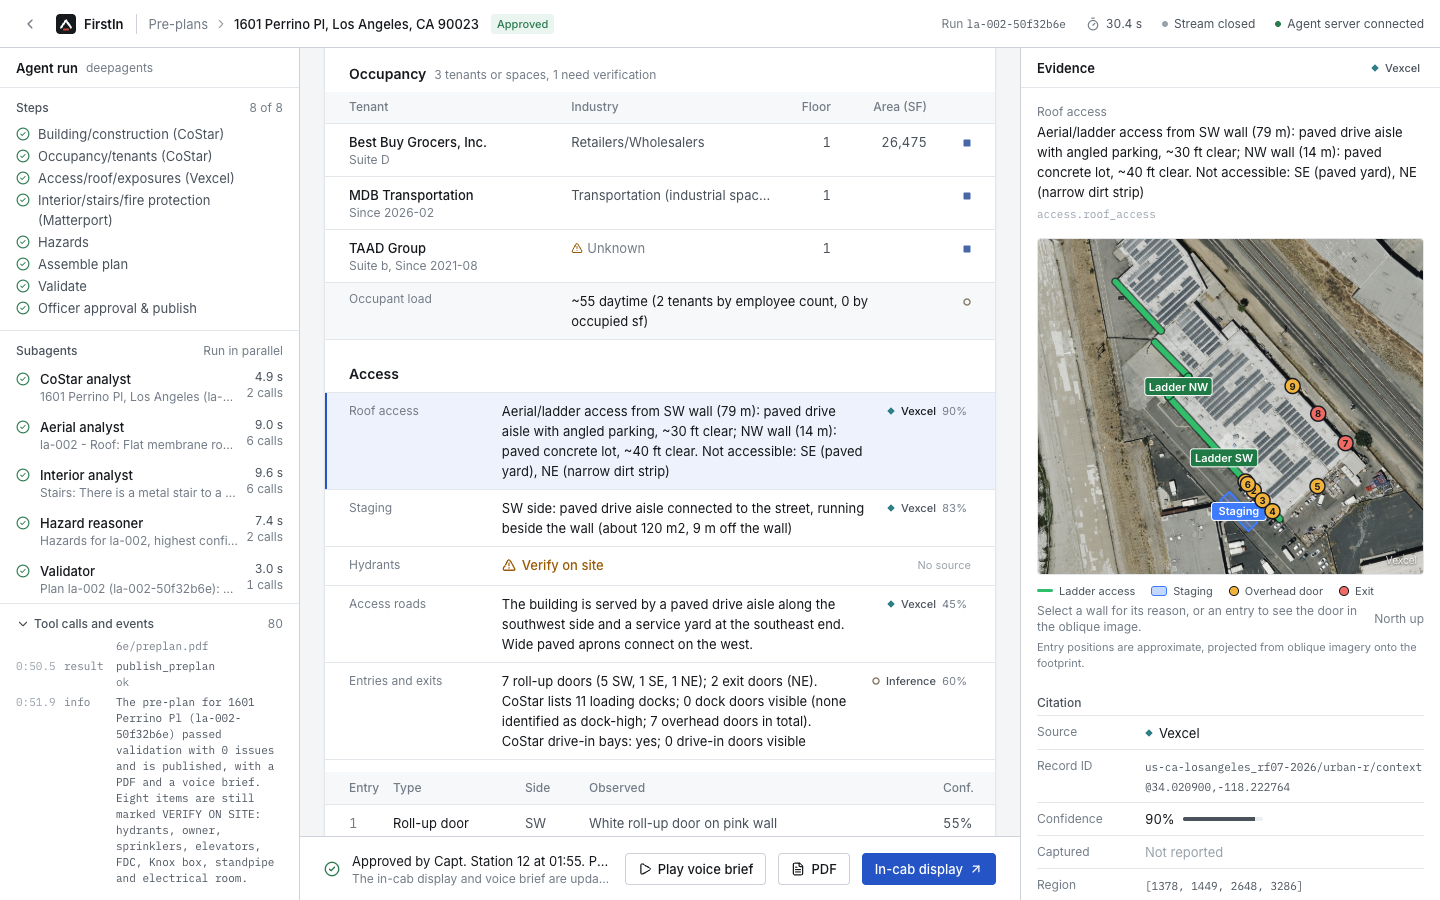 FirstIn
Pre-plans
1601 Perrino Pl, Los Angeles, CA 90023
Approved
Run la-002-50f32b6e
30.4 s
Stream closed
Agent server connected
Agent run deepagents
Steps
8 of 8
Building/construction (CoStar)
Occupancy/tenants (CoStar)
Access/roof/exposures (Vexcel)
Interior/stairs/fire protection
(Matterport)
Hazards
Assemble plan
Validate
Officer approval & publish
Subagents
Run in parallel
CoStar analyst
4.9 s
1601 Perrino Pl, Los Angeles (la-...
2 calls
Aerial analyst
9.0 s
la-002 - Roof: Flat membrane ro...
6 calls
Interior analyst
9.6 s
Stairs: There is a metal stair to a ...
6 calls
Hazard reasoner
7.4 s
Hazards for la-002, highest confi...
2 calls
Validator
3.0 s
Plan la-002 (la-002-50f32b6e): ...
1 calls
Tool calls and events
80
6e/preplan.pdf
0:50.5 result publish_preplan
ok
0:51.9 info The pre-plan for 1601
Perrino Pl (la-002-
50f32b6e) passed
validation with 0 issues
and is published, with a
PDF and a voice brief.
Eight items are still
marked VERIFY ON SITE:
hydrants, owner,
sprinklers, elevators,
FDC, Knox box, standpipe
and electrical room.
Occupancy 3 tenants or spaces, 1 need verification
Tenant Industry Floor Area (SF)
Best Buy Grocers, Inc. Retailers/Wholesalers 1 26,475
Suite D
MDB Transportation Transportation (industrial spac... 1
Since 2026-02
TAAD Group Unknown 1
Suite b, Since 2021-08
Occupant load
~55 daytime (2 tenants by employee count, 0 by
occupied sf)
Access
Roof access
Aerial/ladder access from SW wall (79 m): paved drive
aisle with angled parking, ~30 ft clear; NW wall (14 m):
paved concrete lot, ~40 ft clear. Not accessible: SE (paved
yard), NE (narrow dirt strip)
Vexcel 90%
Staging
SW side: paved drive aisle connected to the street, running
beside the wall (about 120 m2, 9 m off the wall)
Vexcel 83%
Hydrants
Verify on site
No source
Access roads
The building is served by a paved drive aisle along the
southwest side and a service yard at the southeast end.
Wide paved aprons connect on the west.
Vexcel 45%
Entries and exits
7 roll-up doors (5 SW, 1 SE, 1 NE); 2 exit doors (NE).
CoStar lists 11 loading docks; 0 dock doors visible (none
identified as dock-high; 7 overhead doors in total).
CoStar drive-in bays: yes; 0 drive-in doors visible
Inference 60%
Entry Type Side Observed Conf.
1 Roll-up door SW White roll-up door on pink wall 55%
Approved by Capt. Station 12 at 01:55. P...
The in-cab display and voice brief are upda...
Play voice brief
PDF
In-cab display
Evidence
Vexcel
Roof access
Aerial/ladder access from SW wall (79 m): paved drive aisle
with angled parking, ~30 ft clear; NW wall (14 m): paved
concrete lot, ~40 ft clear. Not accessible: SE (paved yard), NE
(narrow dirt strip)
access.roof_access
Ladder NW
9
8
7
Ladder SW
6
5
3
4
Staging
Vexcel
Ladder access
Staging
Overhead door
Exit
Select a wall for its reason, or an entry to see the door in
the oblique image.
North up
Entry positions are approximate, projected from oblique imagery onto the
footprint.
Citation
Source
Vexcel
Record ID
us-ca-losangeles_rf07-2026/urban-r/context
@34.020900,-118.222764
Confidence
90%
Captured
Not reported
Region
[1378, 1449, 2648, 3286]